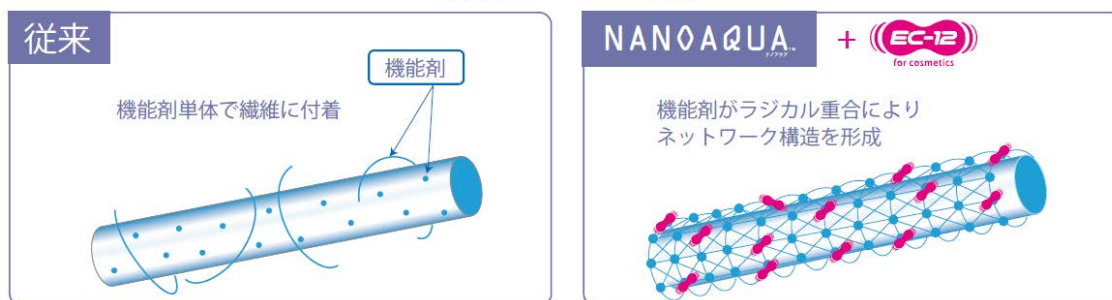 従来
機能剤
機能剤単体で繊維に付着
NANOAQUA™
ナノアクア
+ EC-12
for cosmetics
機能剤がラジカル重合により
ネットワーク構造を形成